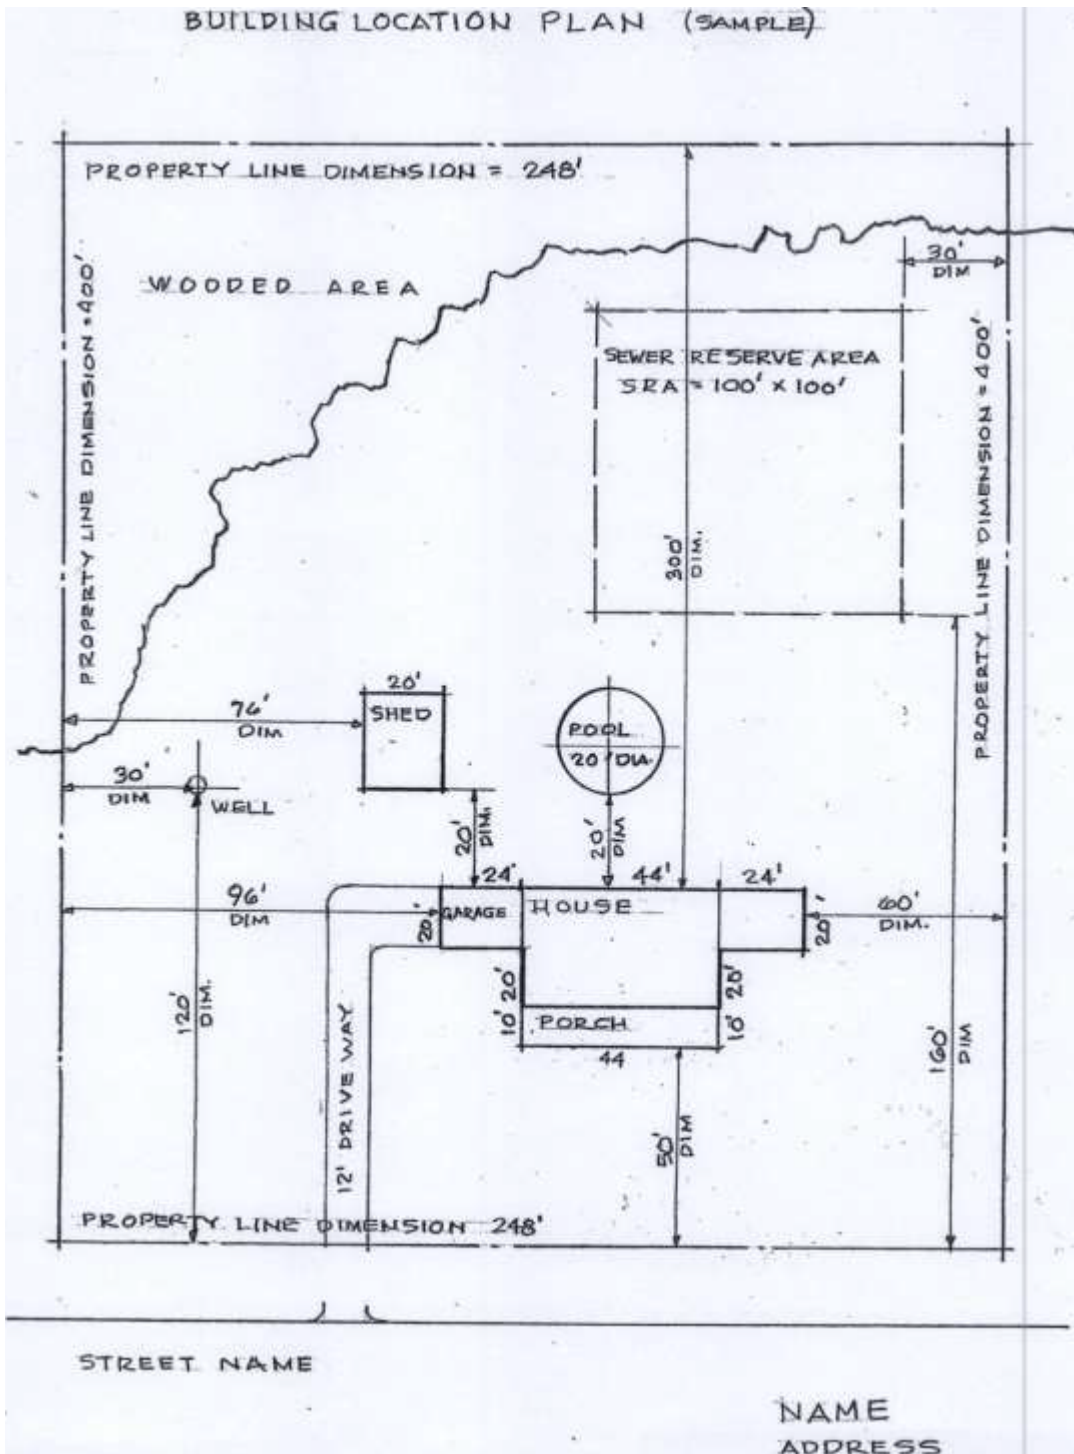 BUILDING LOCATION PLAN (SAMPLE)
PROPERTY LINE DIMENSION = 248'
PROPERTY LINE DIMENSION = 400'
WOODED AREA
30'
DIM
SEWER RESERVE AREA
SRA = 100' x 100'
PROPERTY LINE DIMENSION = 400'
300'
DIM.
76'
DIM
20'
SHED
POOL
20' DIA.
30'
DIM
WELL
20'
DIM.
20'
DIM
24'
44'
24'
96'
DIM
GARAGE
20'
HOUSE
20'
60'
DIM.
120'
DIM.
20'
20'
10'
PORCH
10'
44
12' DRIVEWAY
50'
DIM
160'
DIM
PROPERTY LINE DIMENSION 248'
STREET NAME
NAME
ADDRESS